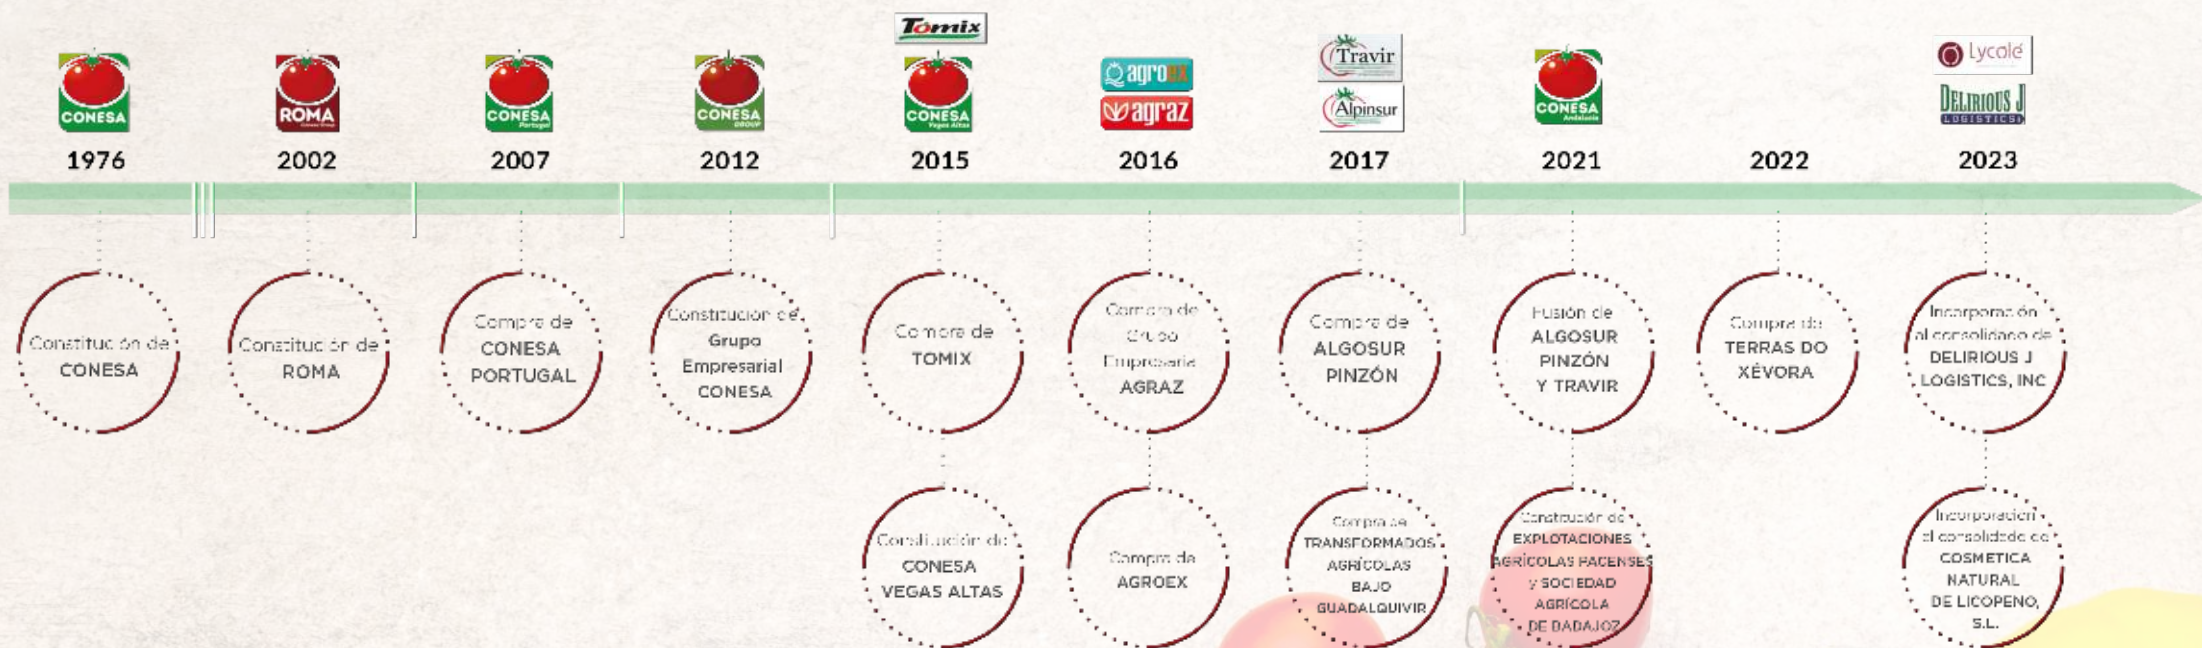 Tomix
CONESA
ROMA
CONESA
Portugal
CONESA
GROUP
CONESA
Vegas Altas
agroex
agraz
Travir
Alpinsur
CONESA
Andalucía
Lycolé
DELIRIOUS J
LOGISTICS
1976
2002
2007
2012
2015
2016
2017
2021
2022
2023
Constitución de
CONESA
Constitución de
ROMA
Compra de
CONESA
PORTUGAL
Constitución de
Grupo
Empresarial
CONESA
Compra de
TOMIX
Compra de
Grupo
Empresarial
AGRAZ
Compra de
ALGOSUR
PINZÓN
Fusión de
ALGOSUR
PINZÓN
Y TRAVIR
Compra de
TERRAS DO
XÉVORA
Incorporación
al consolidado de
DELIRIOUS J
LOGISTICS, INC
Constitución de
CONESA
VEGAS ALTAS
Compra de
AGROEX
Compra de
TRANSFORMADOS
AGRÍCOLAS
BAJO
GUADALQUIVIR
Constitución de
EXPLOTACIONES
AGRÍCOLAS PACENSES
y SOCIEDAD
AGRÍCOLA
DE BADAJOZ
Incorporación
al consolidado de
COSMETICA
NATURAL
DE LICOPENO,
S.L.